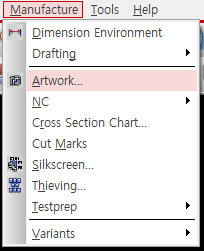 Manufacture Tools Help
Dimension Environment
Drafting
Artwork...
NC
Cross Section Chart...
Cut Marks
Silkscreen...
Thieving...
Testprep
Variants